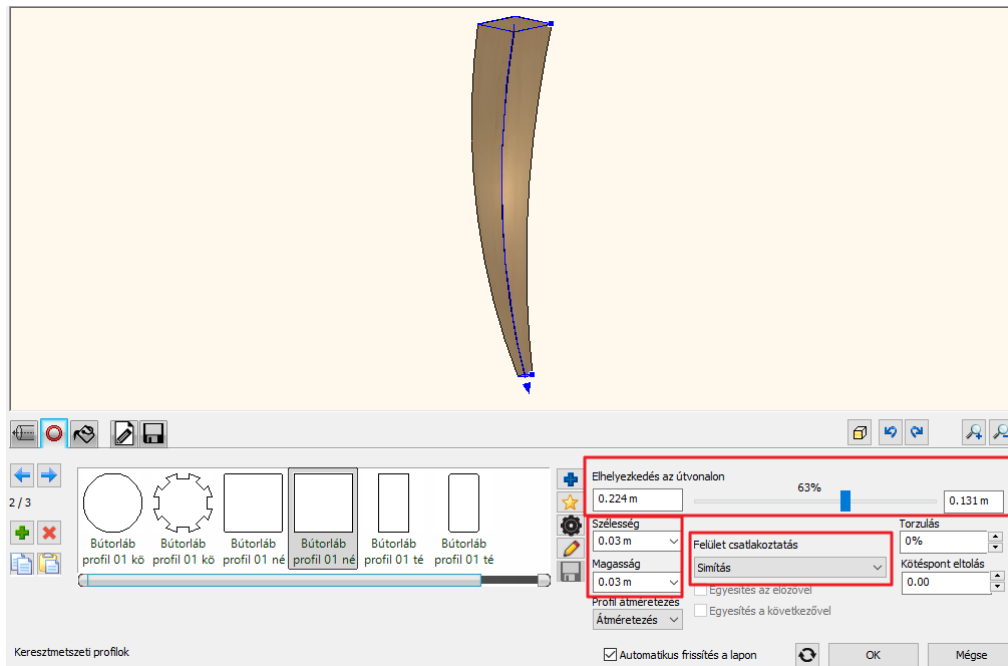 Elhelyezkedés az útvonalon
63%
0.224 m
0.131 m
2 / 3
Szélesség
0.03 m
Magasság
0.03 m
Profil átméretezés
Átméretezés
Felület csatlakoztatás
Simítás
Egyesítés az előzővel
Egyesítés a következővel
Torzulás
0%
Kötéspont eltolás
0.00
Bútorláb profil 01 kö
Bútorláb profil 01 kö
Bútorláb profil 01 né
Bútorláb profil 01 né
Bútorláb profil 01 té
Bútorláb profil 01 té
Keresztmetszeti profilok
Automatikus frissítés a lapon
OK
Mégse